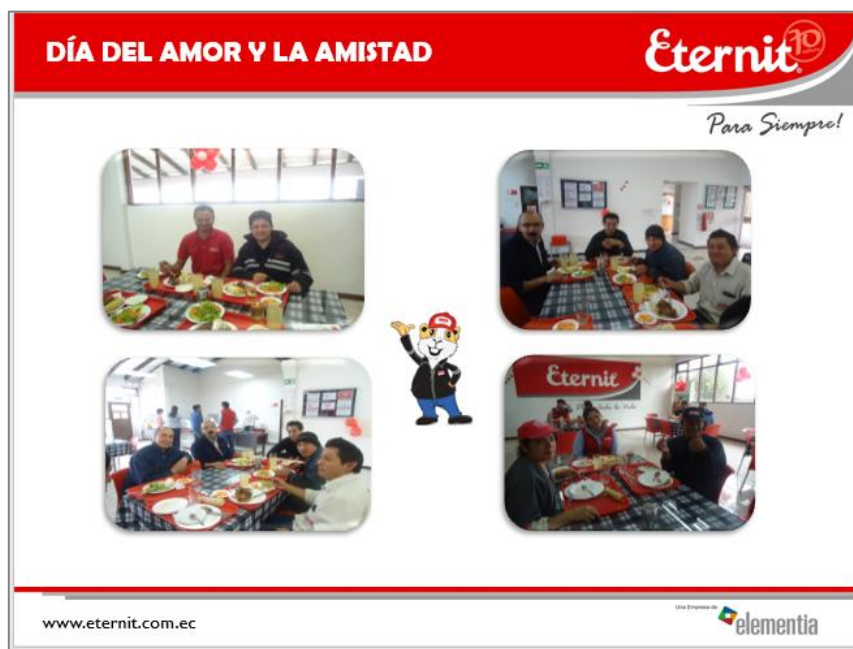 DÍA DEL AMOR Y LA AMISTAD
Eternit
Para Siempre!
Eternit
www.eternit.com.ec
Una Empresa de
elementia